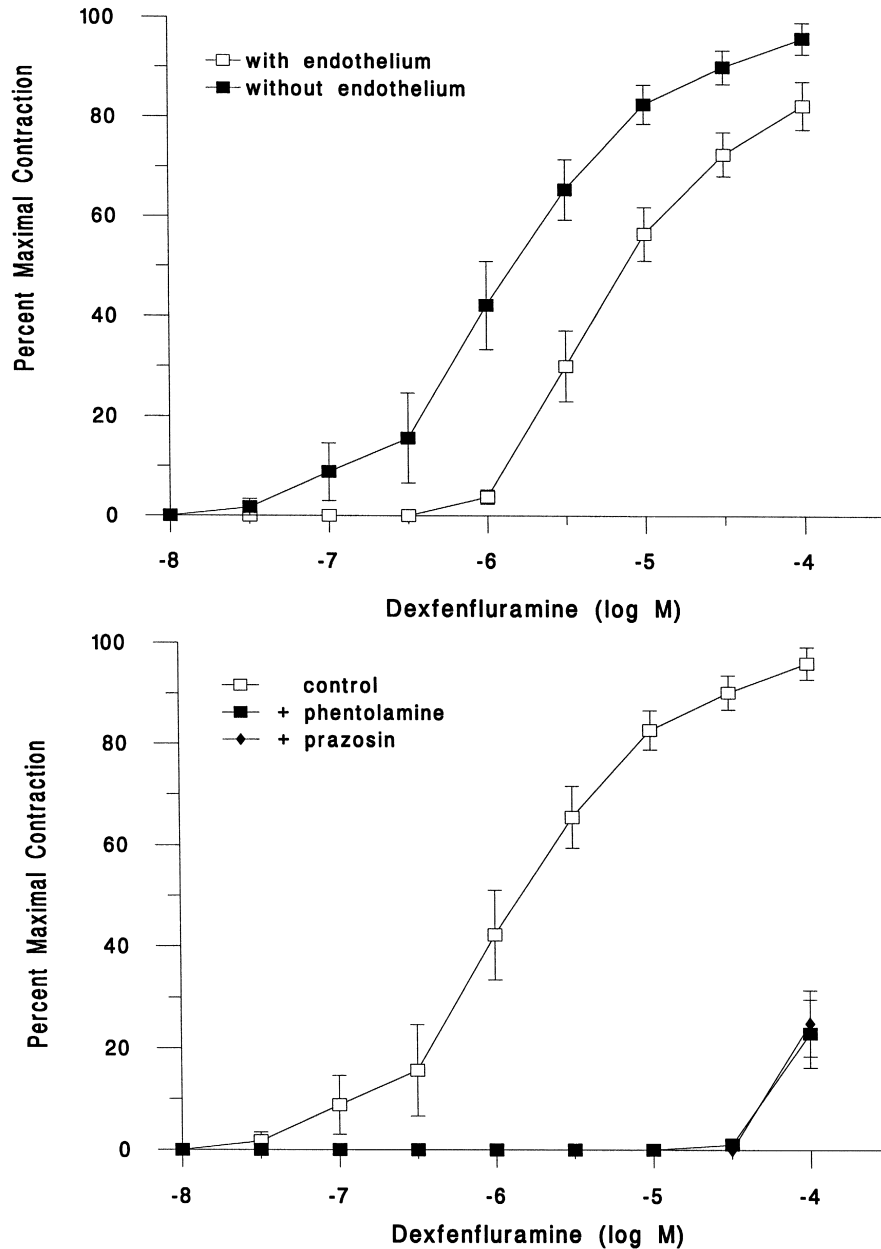 100
with endothelium
without endothelium
80
60
40
20
0
Percent Maximal Contraction
-8 -7 -6 -5 -4
Dexfenfluramine (log M)
100
control
+ phentolamine
+ prazosin
80
60
40
20
0
Percent Maximal Contraction
-8 -7 -6 -5 -4
Dexfenfluramine (log M)